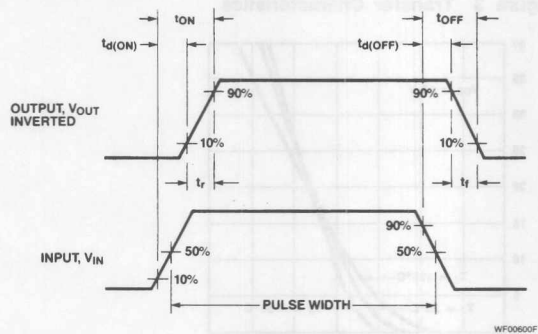 tON
tOFF
td(ON)
td(OFF)
OUTPUT, VOUT
INVERTED
90%
90%
10%
10%
tr
tf
INPUT, VIN
90%
50%
50%
10%
PULSE WIDTH
WF00600F